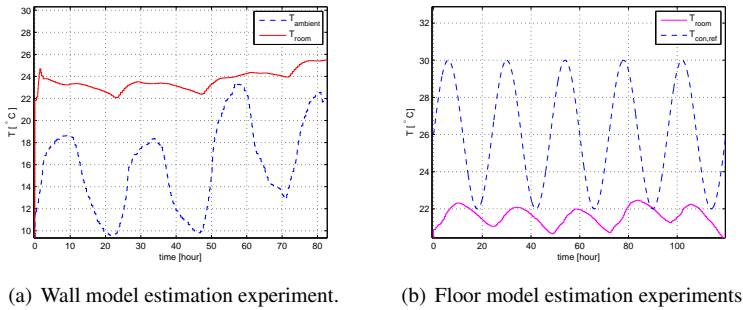 30
28
26
24
22
20
18
16
14
12
10
T [ °C]
0 10 20 30 40 50 60 70 80
time [hour]
T_ambient
T_room
30
28
26
24
22
T [ °C]
0 20 40 60 80 100
time [hour]
T_room
T_con,ref
(a) Wall model estimation experiment.
(b) Floor model estimation experiments